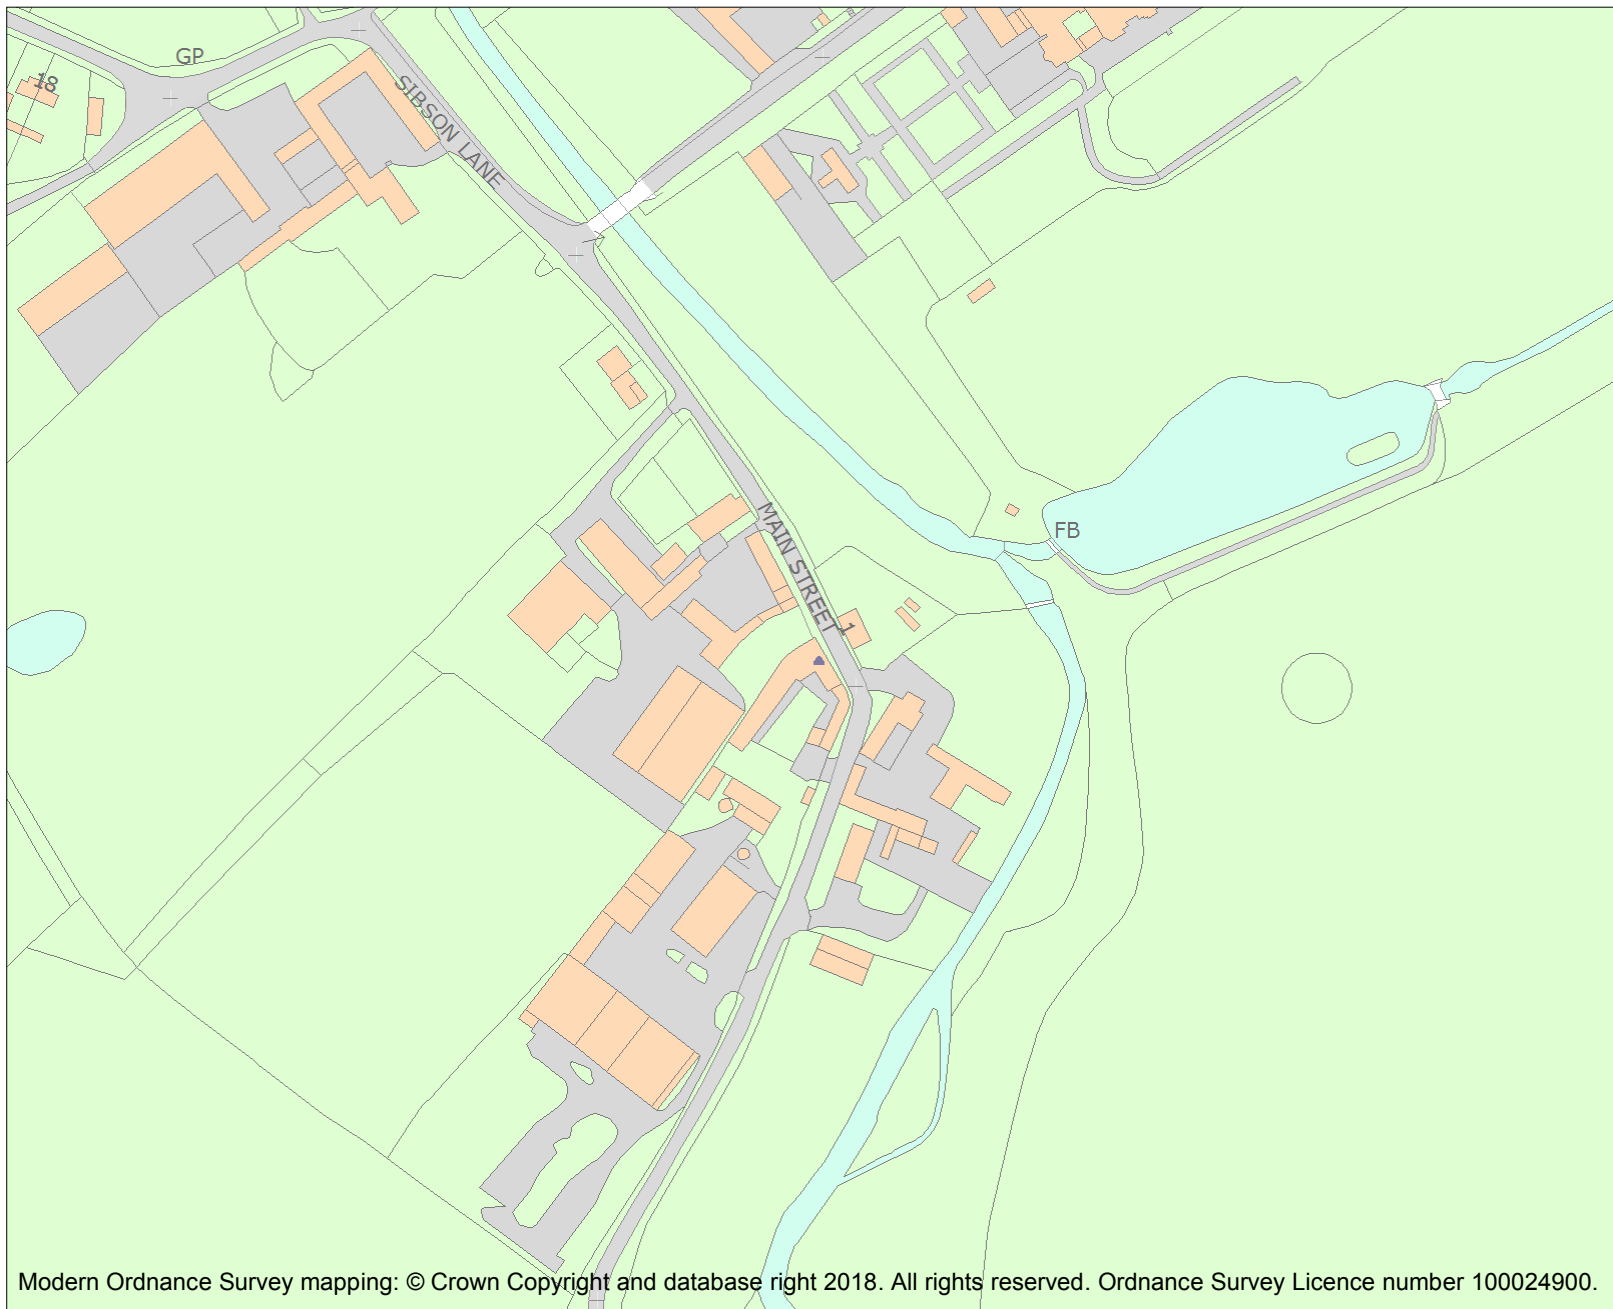 GP
18
SIBSON LANE
FB
MAIN STREET
1
Modern Ordnance Survey mapping: © Crown Copyright and database right 2018. All rights reserved. Ordnance Survey Licence number 100024900.